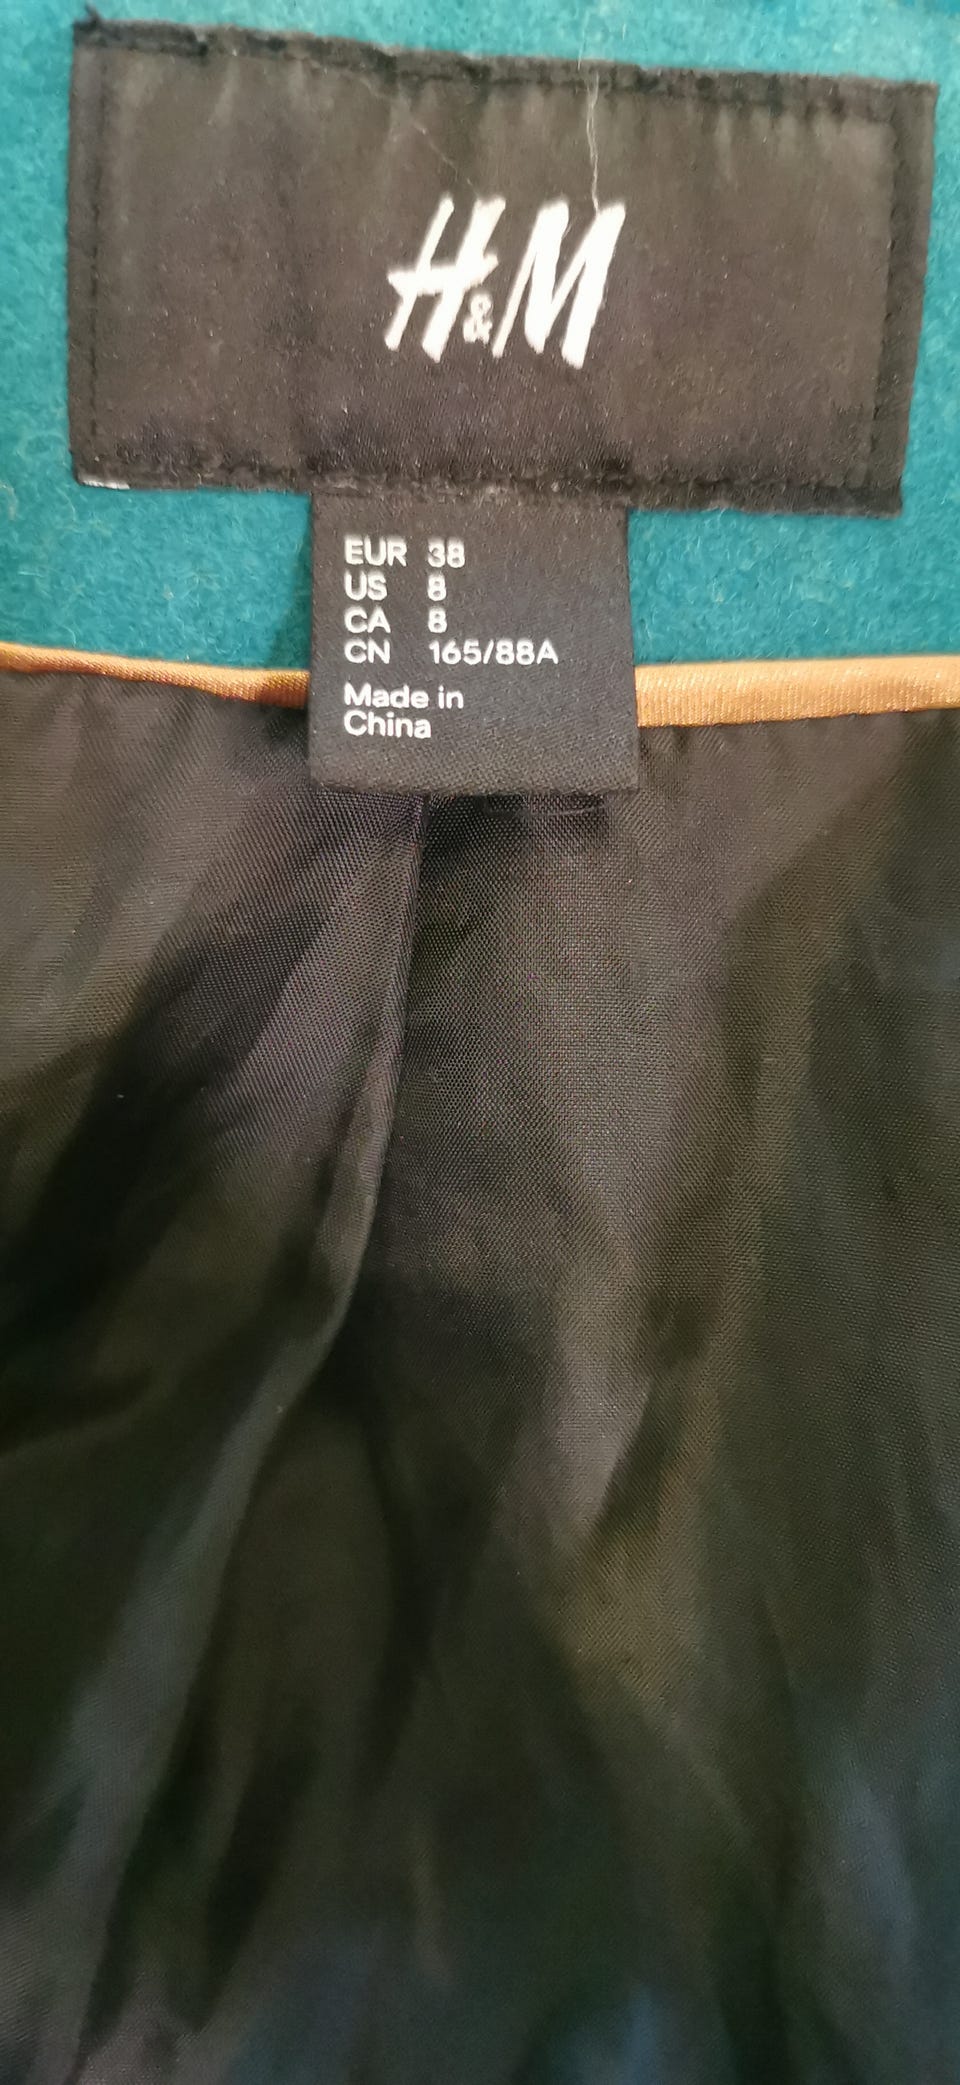 H&M
EUR 38
US 8
CA 8
CN 165/88A
Made in
China